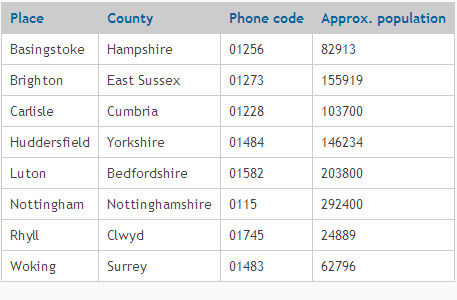 Place County Phone code Approx. population
Basingstoke Hampshire 01256 82913
Brighton East Sussex 01273 155919
Carlisle Cumbria 01228 103700
Huddersfield Yorkshire 01484 146234
Luton Bedfordshire 01582 203800
Nottingham Nottinghamshire 0115 292400
Rhyll Clwyd 01745 24889
Woking Surrey 01483 62796